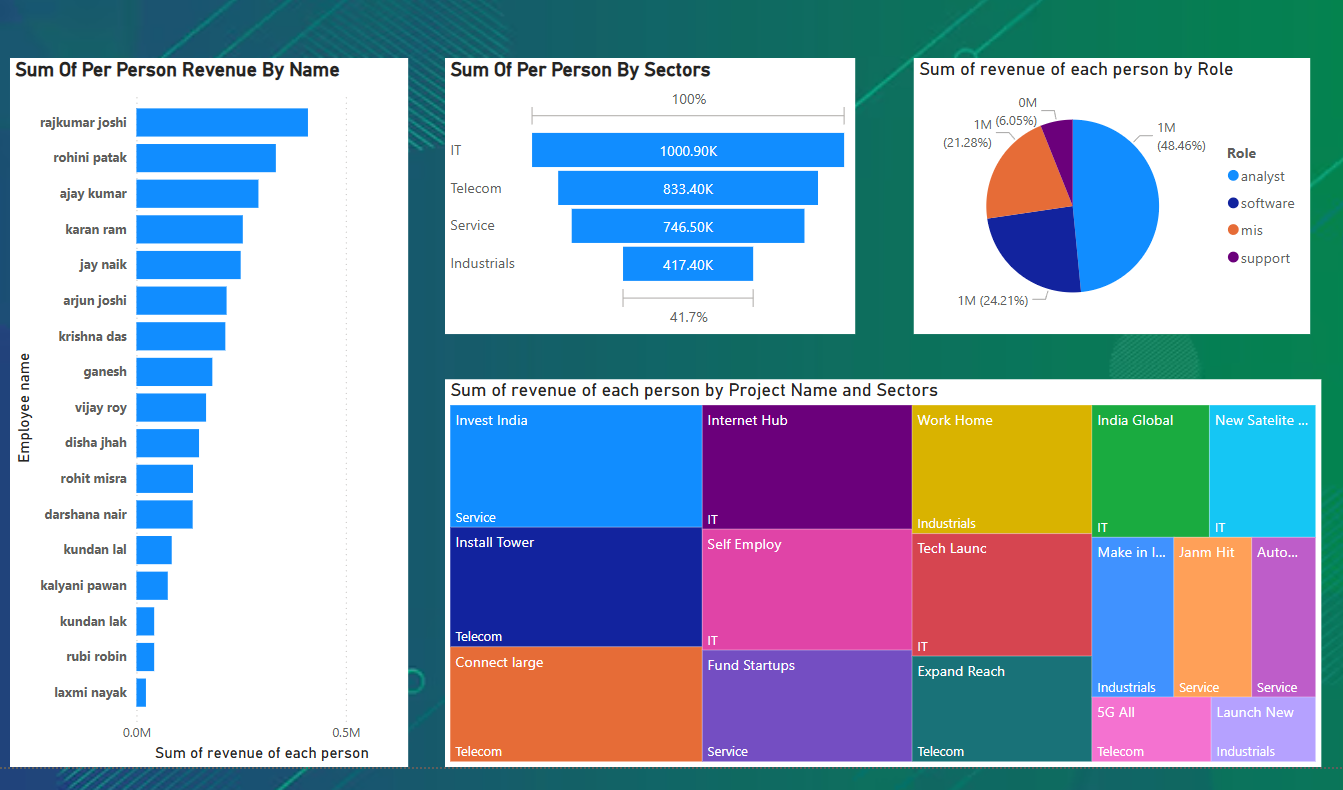 Sum Of Per Person Revenue By Name
Employee name
rajkumar joshi
rohini patak
ajay kumar
karan ram
jay naik
arjun joshi
krishna das
ganesh
vijay roy
disha jhah
rohit misra
darshana nair
kundan lal
kalyani pawan
kundan lak
rubi robin
laxmi nayak
0.0M 0.5M
Sum of revenue of each person
Sum Of Per Person By Sectors
100%
IT 1000.90K
Telecom 833.40K
Service 746.50K
Industrials 417.40K
41.7%
Sum of revenue of each person by Role
0M
(6.05%)
1M
(21.28%)
1M
(48.46%)
1M (24.21%)
Role
analyst
software
mis
support
Sum of revenue of each person by Project Name and Sectors
Invest India
Service
Install Tower
Telecom
Connect large
Telecom
Internet Hub
IT
Self Employ
IT
Fund Startups
Service
Work Home
Industrials
Tech Launc
IT
Expand Reach
Telecom
India Global
IT
New Satelite ...
IT
Make in I...
Industrials
Janm Hit
Service
Auto...
Service
5G All
Telecom
Launch New
Industrials